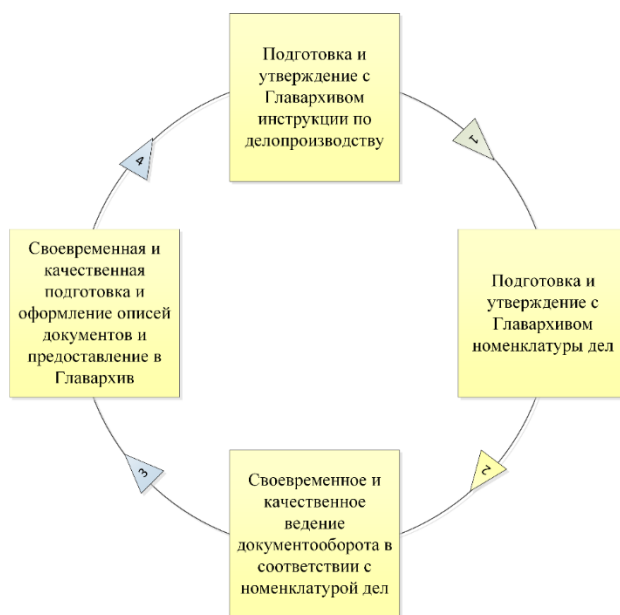 Подготовка и
утверждение с
Главархивом
инструкции по
делопроизводству
1
Подготовка и
утверждение с
Главархивом
номенклатуры дел
2
Своевременное и
качественное
ведение
документооборота в
соответствии с
номенклатурой дел
3
Своевременная и
качественная
подготовка и
оформление описей
документов и
предоставление в
Главархив
4